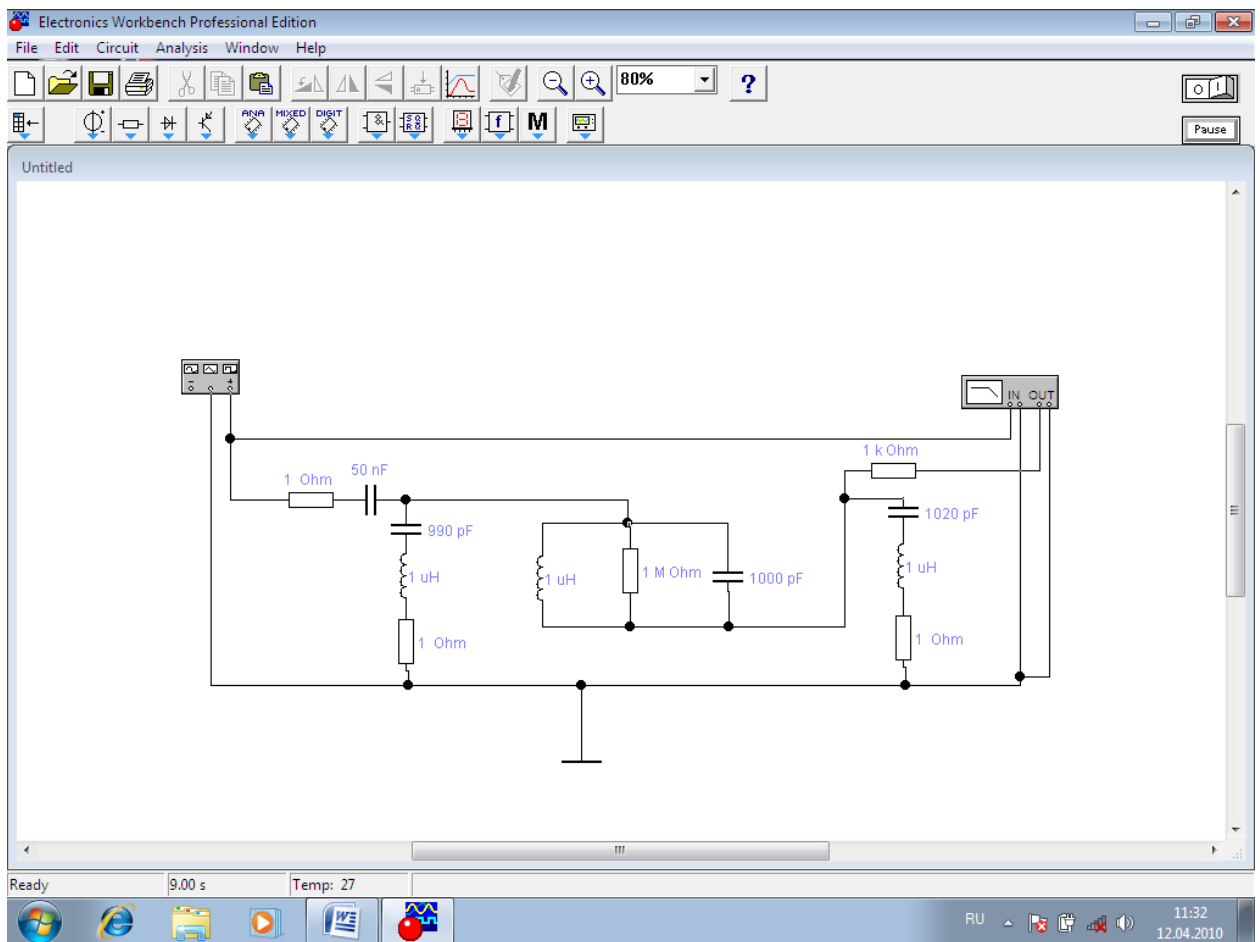 Electronics Workbench Professional Edition
File Edit Circuit Analysis Window Help
80%
?
ANA MIXED DIGIT
&
f M
Pause
Untitled
IN OUT
1 k Ohm
1 Ohm 50 nF
990 pF
1020 pF
1 uH
1 uH
1 M Ohm
1000 pF
1 uH
1 Ohm
1 Ohm
Ready 9.00 s Temp: 27
RU
11:32
12.04.2010